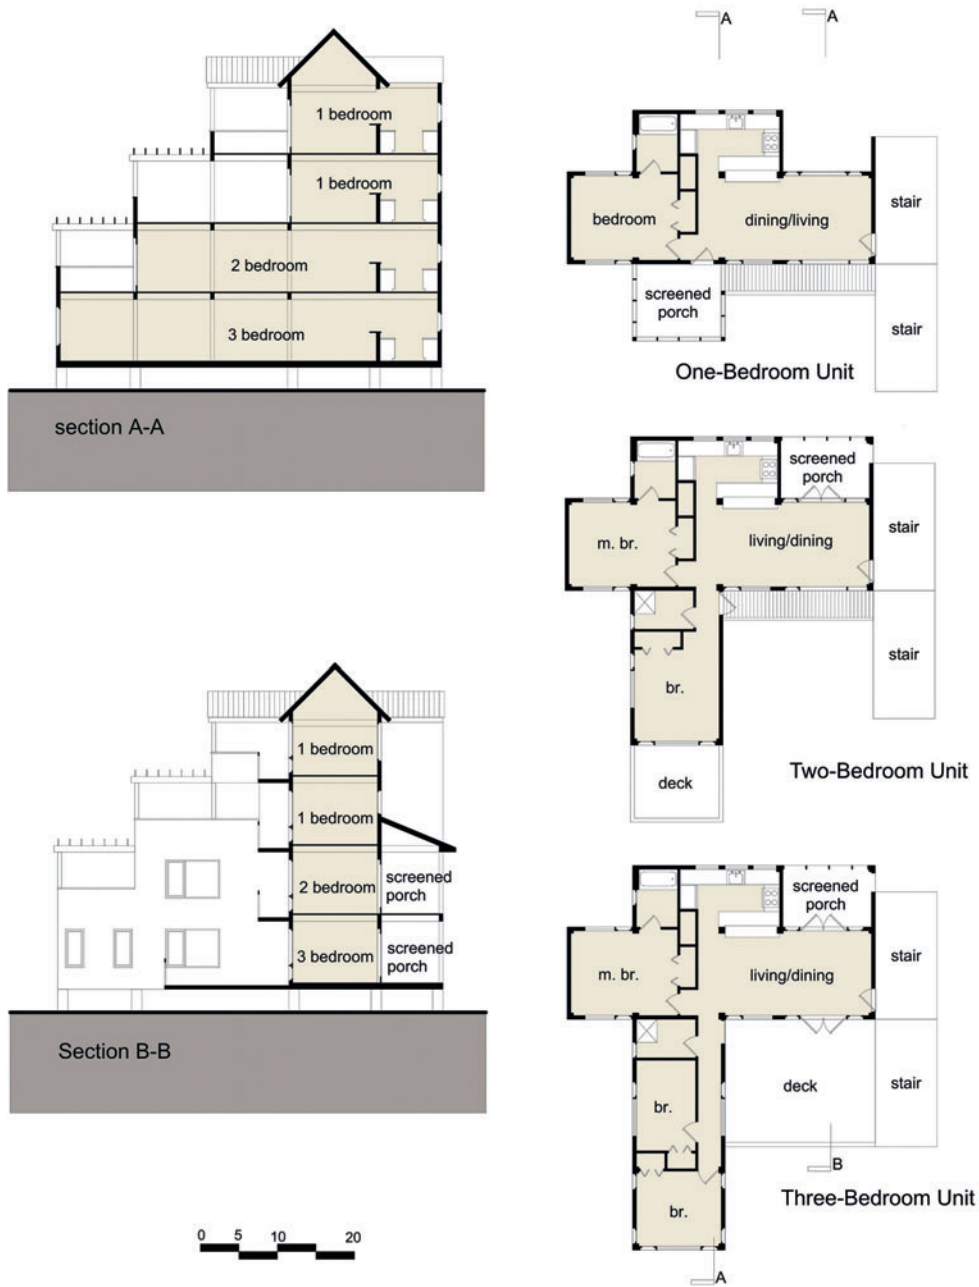 1 bedroom
1 bedroom
2 bedroom
3 bedroom
section A-A
1 bedroom
1 bedroom
2 bedroom
screened
porch
3 bedroom
screened
porch
Section B-B
0 5 10 20
A
A
bedroom
dining/living
stair
screened
porch
stair
One-Bedroom Unit
screened
porch
m. br.
living/dining
stair
stair
br.
deck
Two-Bedroom Unit
screened
porch
m. br.
living/dining
stair
br.
deck
stair
B
br.
Three-Bedroom Unit
A